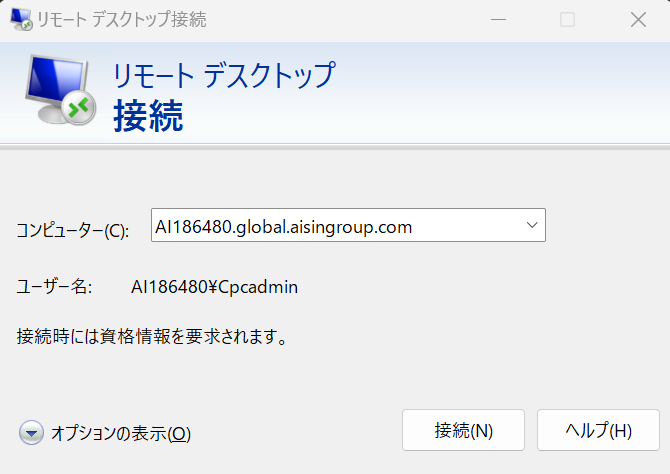 リモート デスクトップ接続
リモート デスクトップ
接続
コンピューター(C): AI186480.global.aisingroup.com
ユーザー名: AI186480¥Cpcadmin
接続時には資格情報を要求されます。
オプションの表示(O) 接続(N) ヘルプ(H)